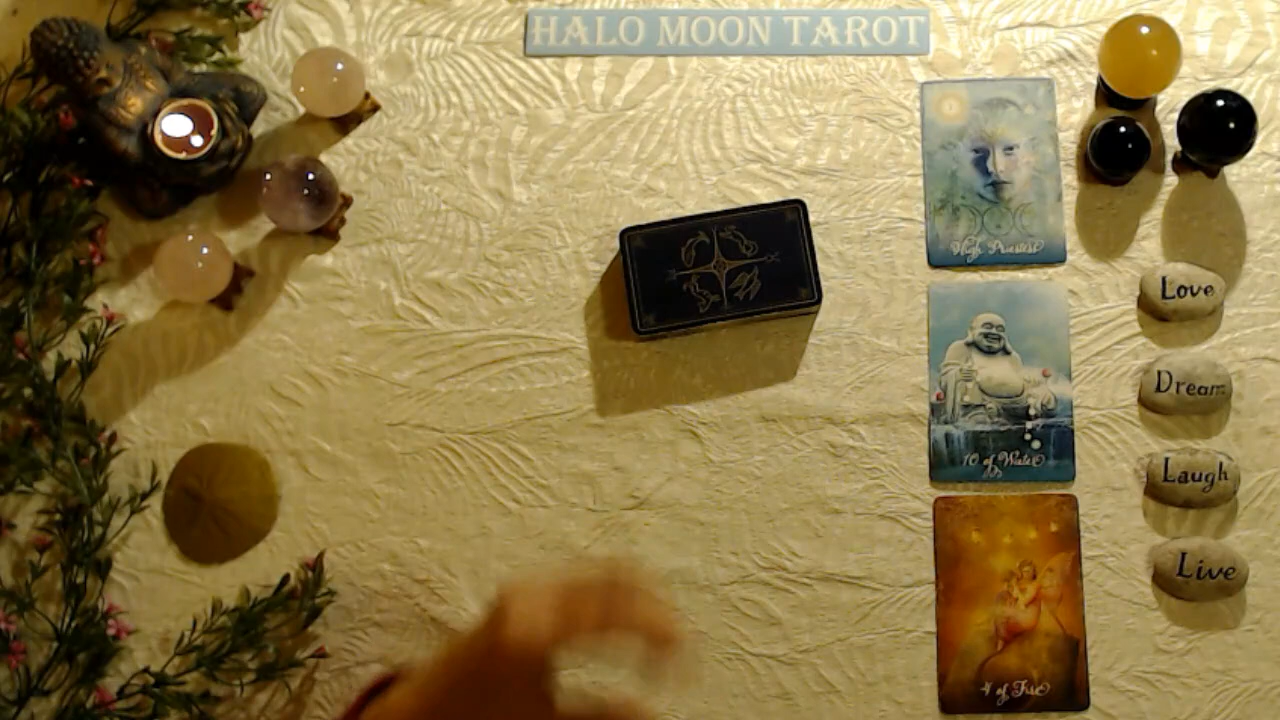 HALO MOON TAROT
High Priestess
10 of Water
4 of Fire
Love
Dream
Laugh
Live